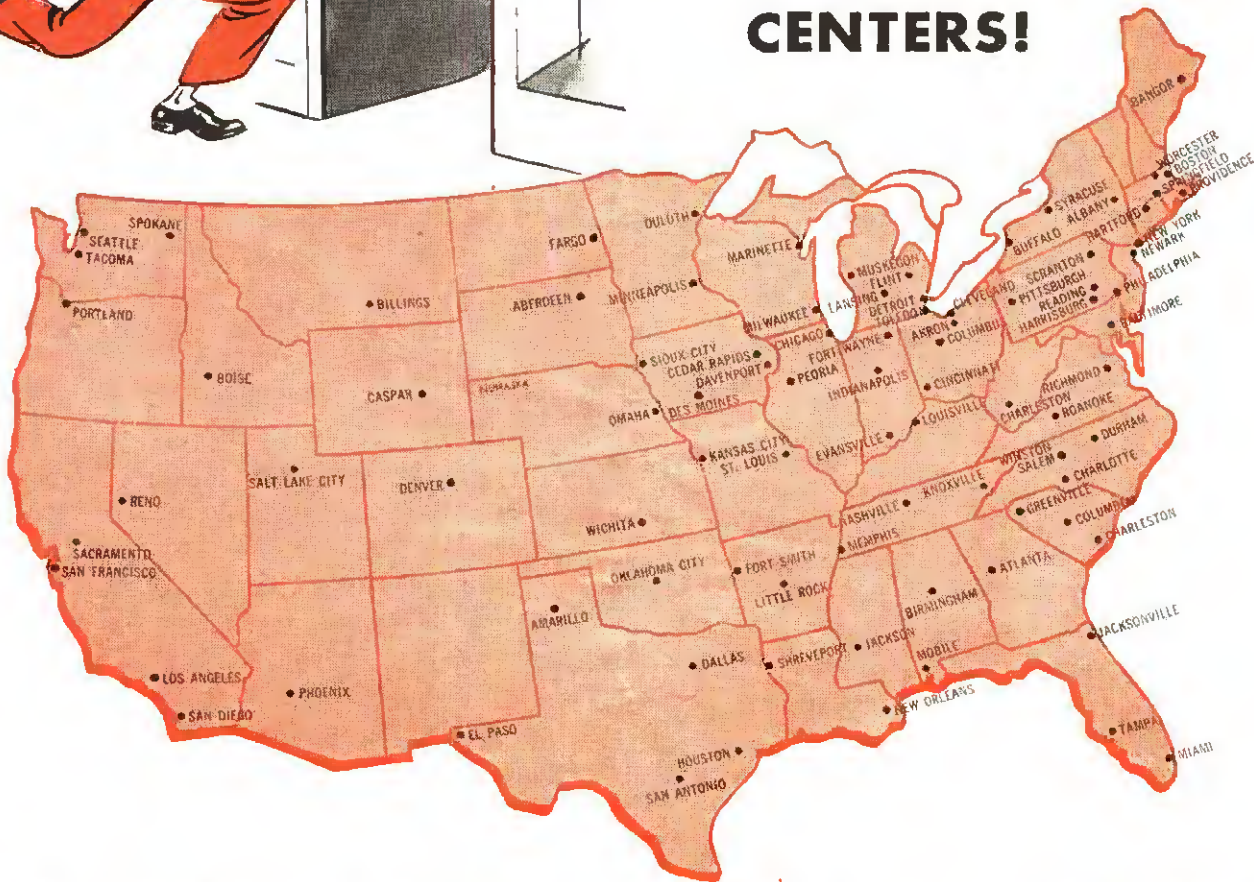 CENTERS!
BANGOR
WORCESTER
BOSTON
SPRINGFIELD
PROVIDENCE
SYRACUSE
ALBANY
HARTFORD
NEW YORK
NEWARK
BUFFALO
SCRANTON
PITTSBURGH
PHILADELPHIA
READING
HARRISBURG
BALTIMORE
SPOKANE
SEATTLE
TACOMA
PORTLAND
BOISE
BILLINGS
CASPAR
FARGO
ABERDEEN
DULUTH
MINNEAPOLIS
MARINETTE
MILWAUKEE
CHICAGO
MUSKEGON
FLINT
LANSING
DETROIT
TOLEDO
CLEVELAND
AKRON
COLUMBUS
FORT WAYNE
SIOUX CITY
CEDAR RAPIDS
DAVENPORT
PEORIA
INDIANAPOLIS
CINCINNATI
NEBRASKA
OMAHA
DES MOINES
RICHMOND
CHARLESTON
ROANOKE
LOUISVILLE
EVANSVILLE
KANSAS CITY
ST. LOUIS
DURHAM
WINSTON
SALEM
CHARLOTTE
KNOXVILLE
NASHVILLE
MEMPHIS
GREENVILLE
COLUMBIA
CHARLESTON
RENO
SALT LAKE CITY
DENVER
WICHITA
SACRAMENTO
SAN FRANCISCO
OKLAHOMA CITY
FORT SMITH
LITTLE ROCK
ATLANTA
BIRMINGHAM
AMARILLO
LOS ANGELES
SAN DIEGO
PHOENIX
EL PASO
DALLAS
SHREVEPORT
JACKSON
MOBILE
JACKSONVILLE
NEW ORLEANS
HOUSTON
SAN ANTONIO
TAMPA
MIAMI